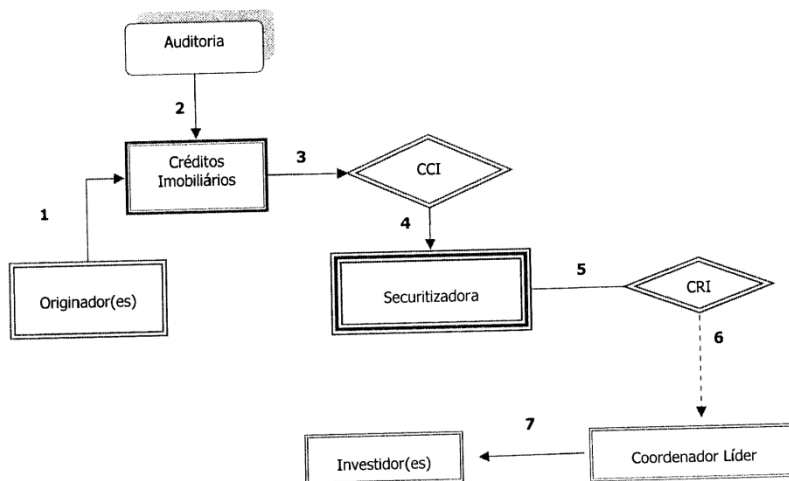 Auditoria
2
Créditos
Imobiliários
3
CCI
1
4
Originador(es)
Securitizadora
5
CRI
6
7
Investidor(es)
Coordenador Líder